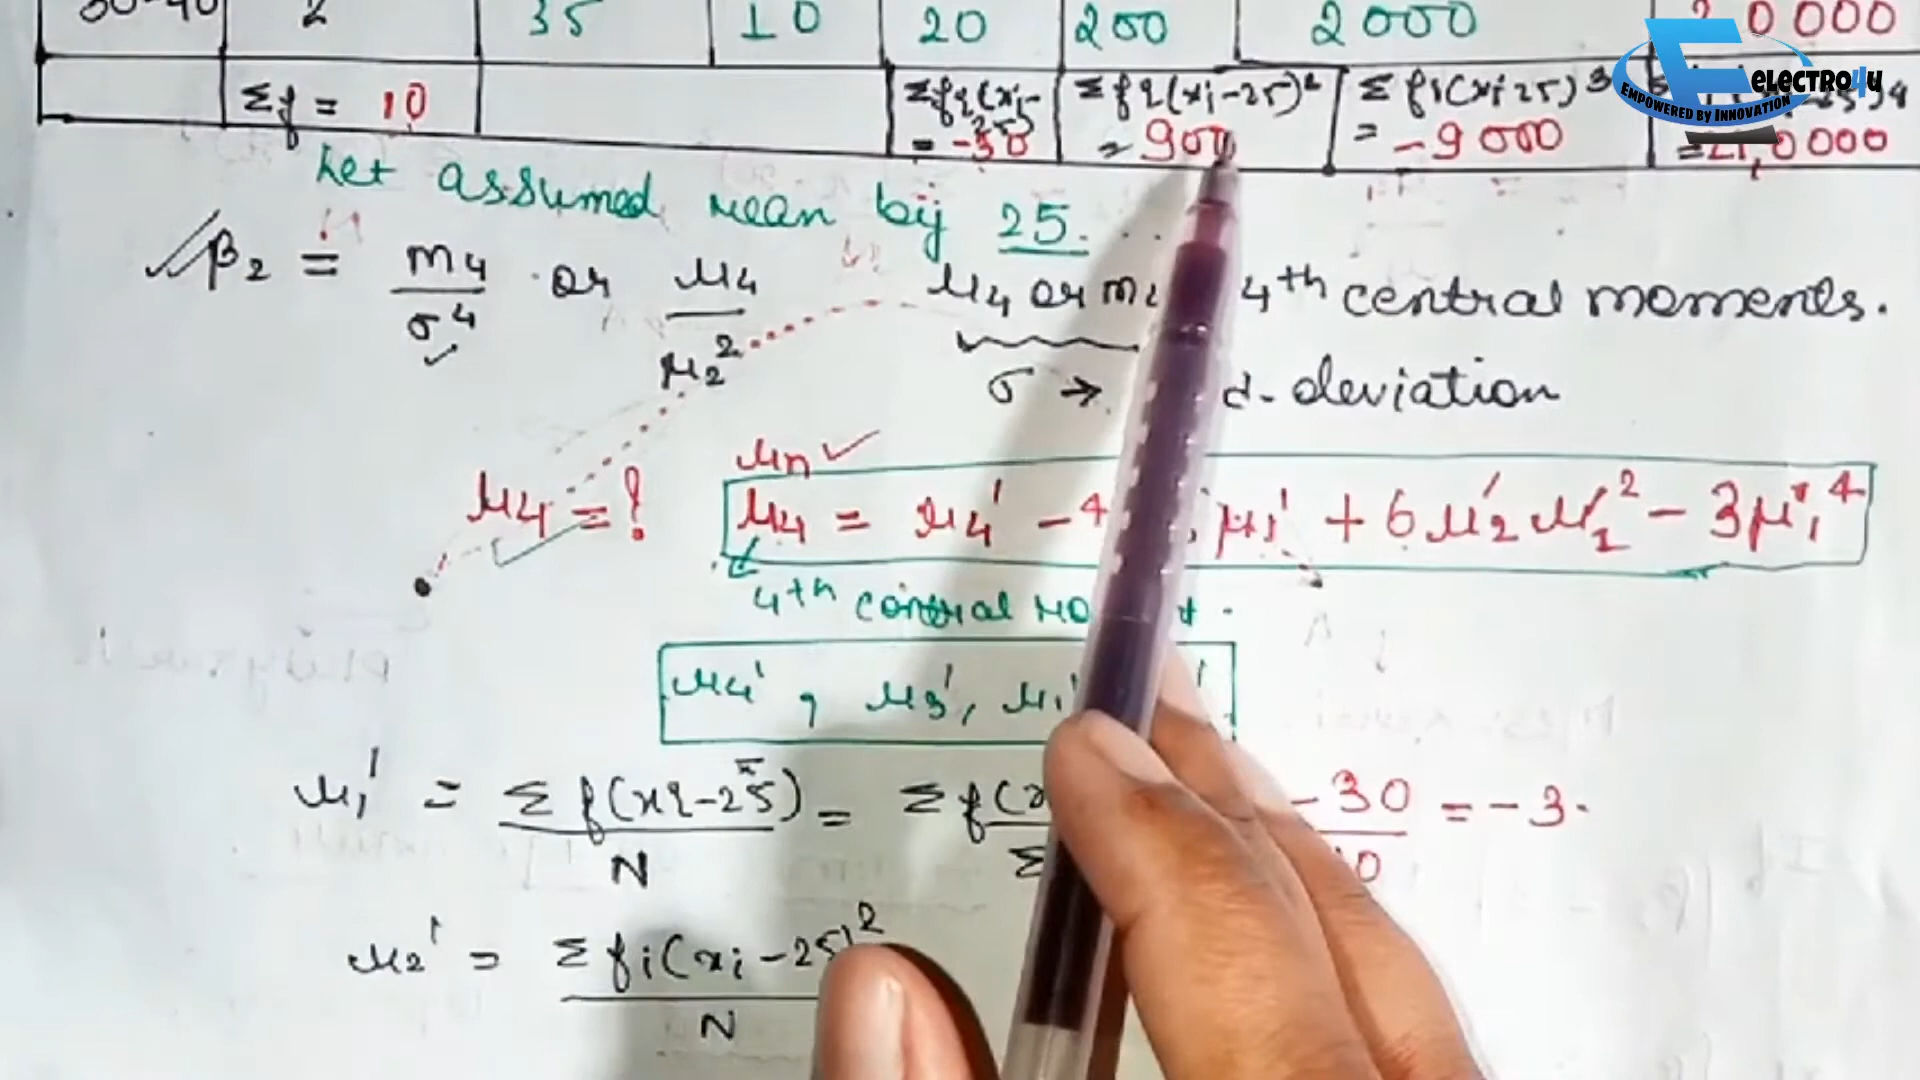 30-40 2 35 10 20 200 2000 20000
Σf = 10 Σfi(xi-25) = -30 Σfi(xi-25)² = 900 Σfi(xi-25)³ = -9000
electro4u
EMPOWERED by INNOVATION
Let assumed mean by 25.
β₂ = m₄/σ⁴ or μ₄/μ₂² μ₄ or m₄ 4th central moments.
σ → d-deviation
μn ✓
μ₄ = ? μ₄ = μ₄' - 4 μ₁' + 6μ₂'μ₁'² - 3μ₁'⁴
4th central
μ₄', μ₃', μ₁'
μ₁' = Σf(xi-25)/N = Σf(x -30 = -3.
μ₂' = Σfi(xi-25)²/N